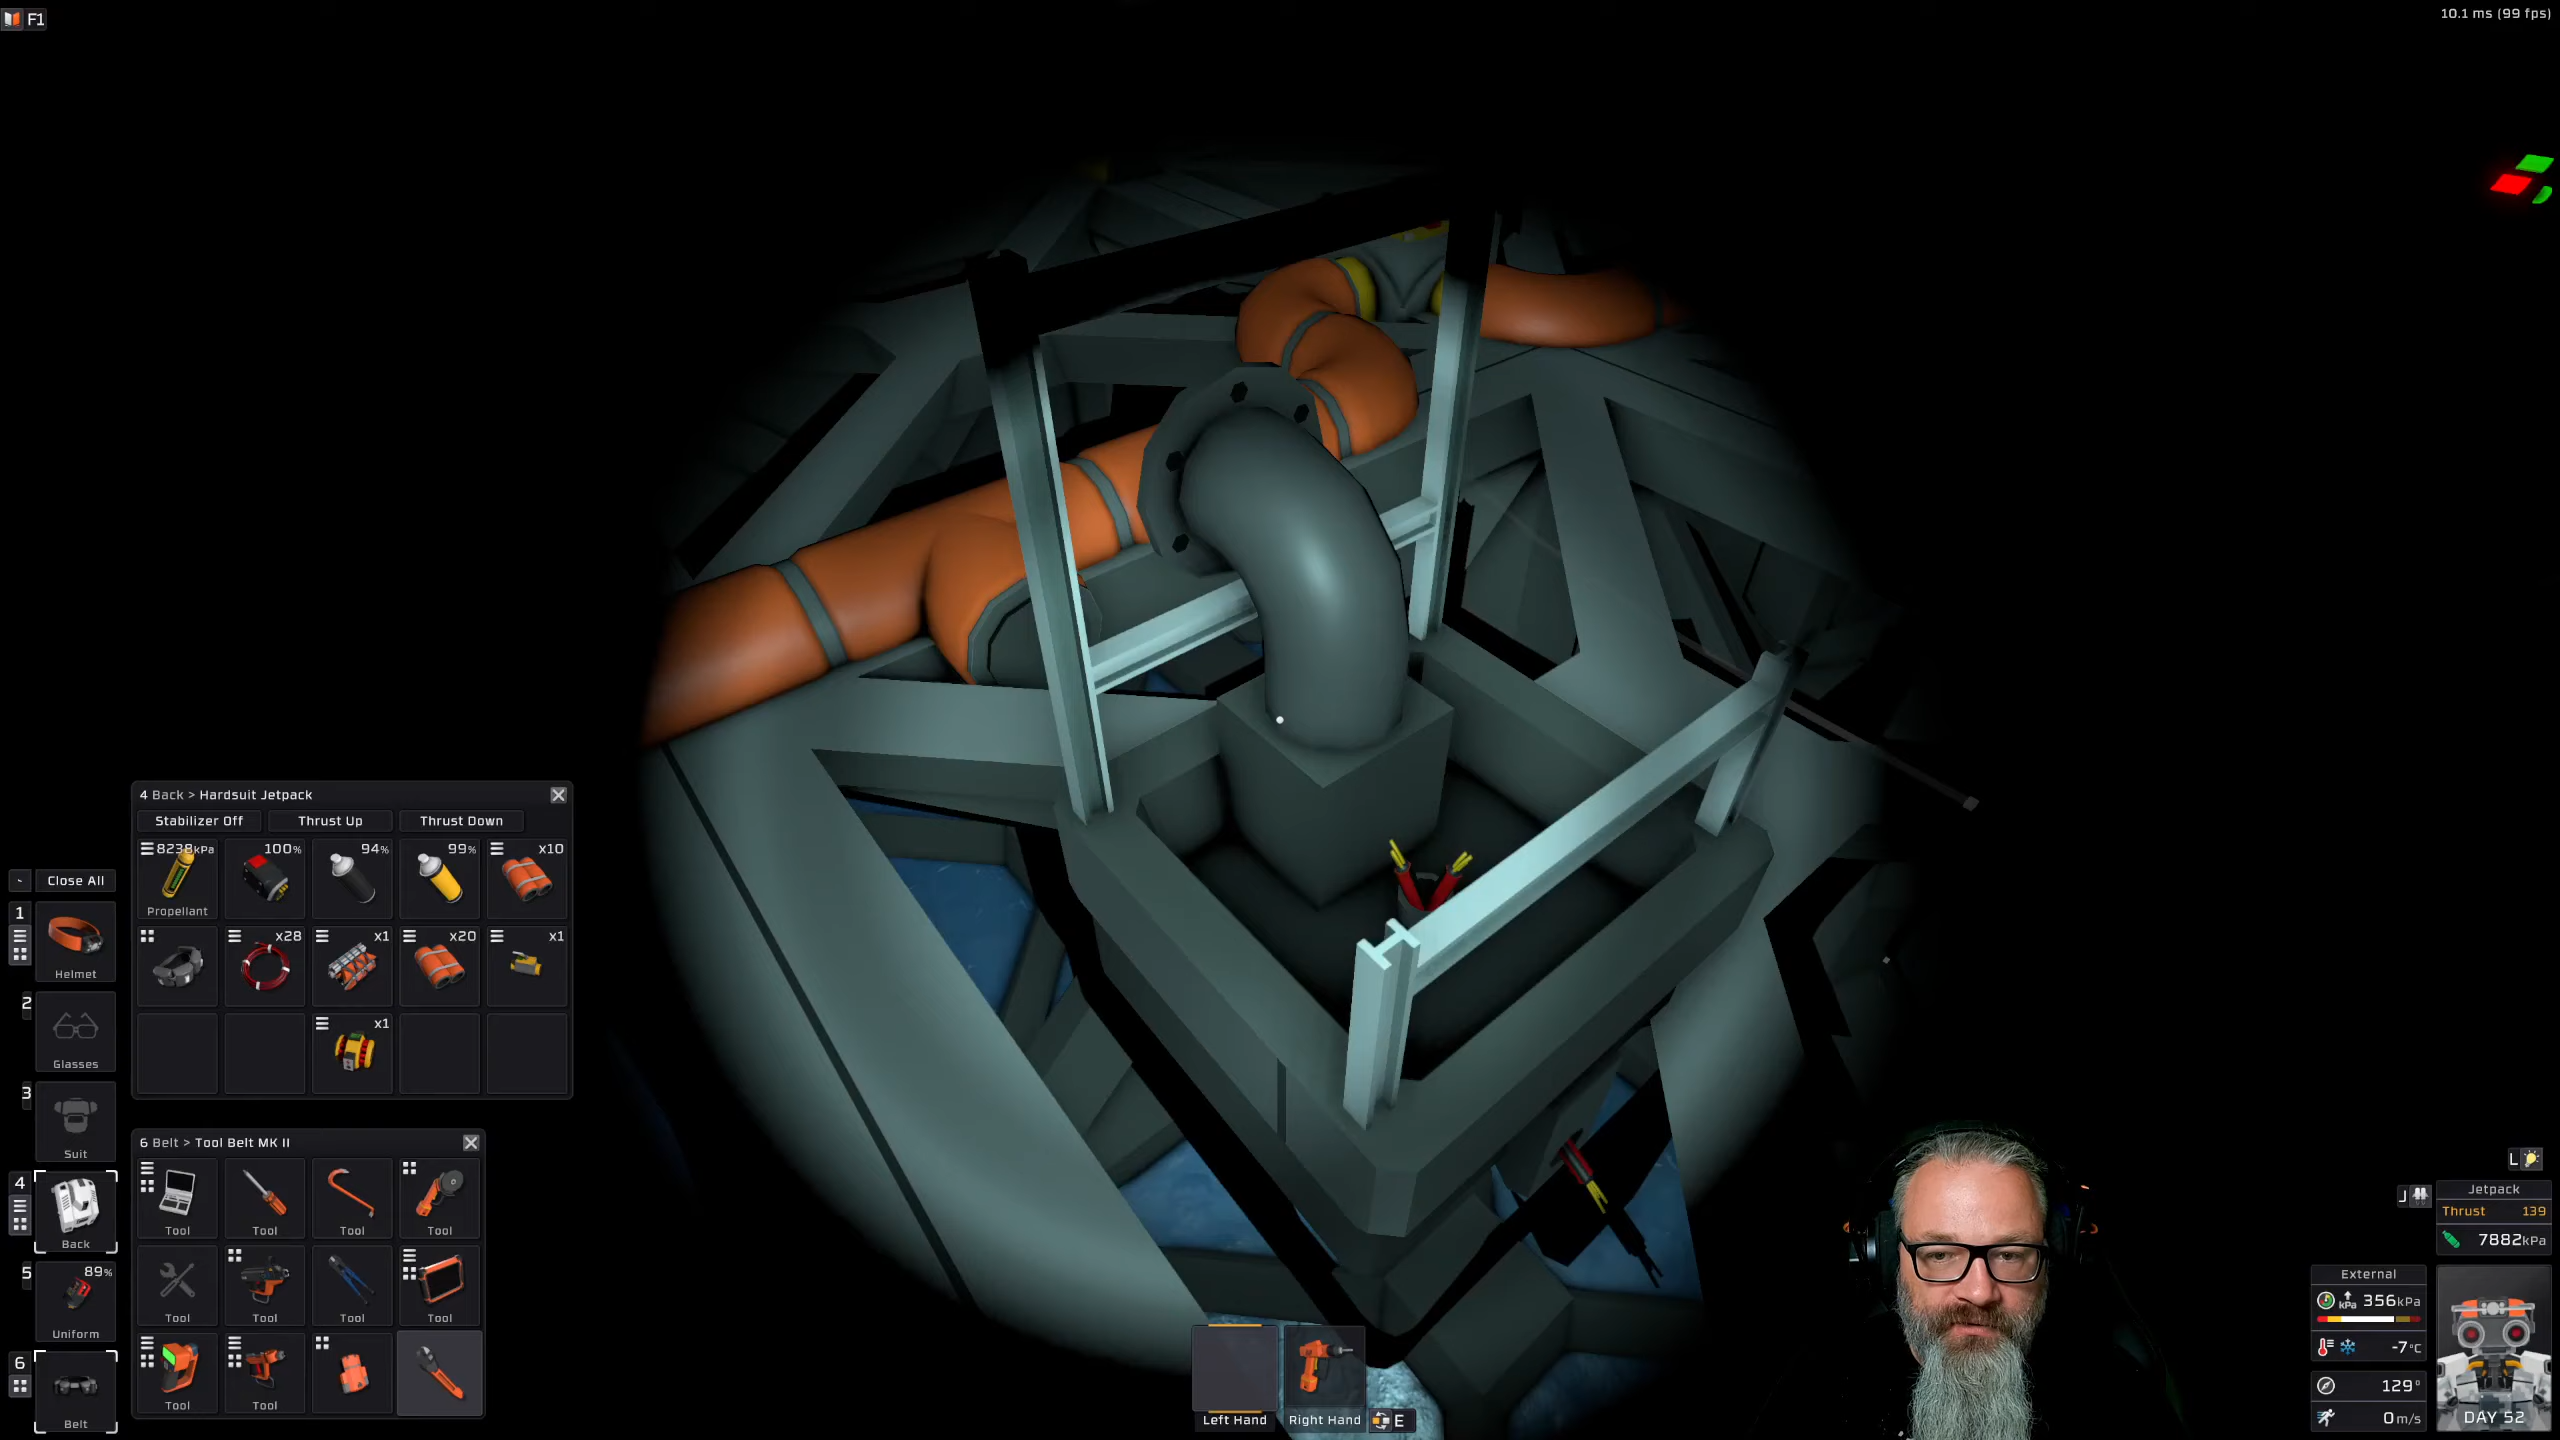 F1
10.1 ms (99 fps)
4 Back > Hardsuit Jetpack
Stabilizer Off
Thrust Up
Thrust Down
8238kPa
100%
94%
99%
x10
Propellant
x28
x1
x20
x1
x1
- Close All
1
Helmet
2
Glasses
3
Suit
4
Back
5
89%
Uniform
6
Belt
6 Belt > Tool Belt MK II
Tool
Tool
Tool
Tool
Tool
Tool
Tool
Tool
Tool
Tool
Left Hand
Right Hand
E
L
J
Jetpack
Thrust 139
7882kPa
External
kPa 356kPa
-7°C
129°
0m/s
DAY 52